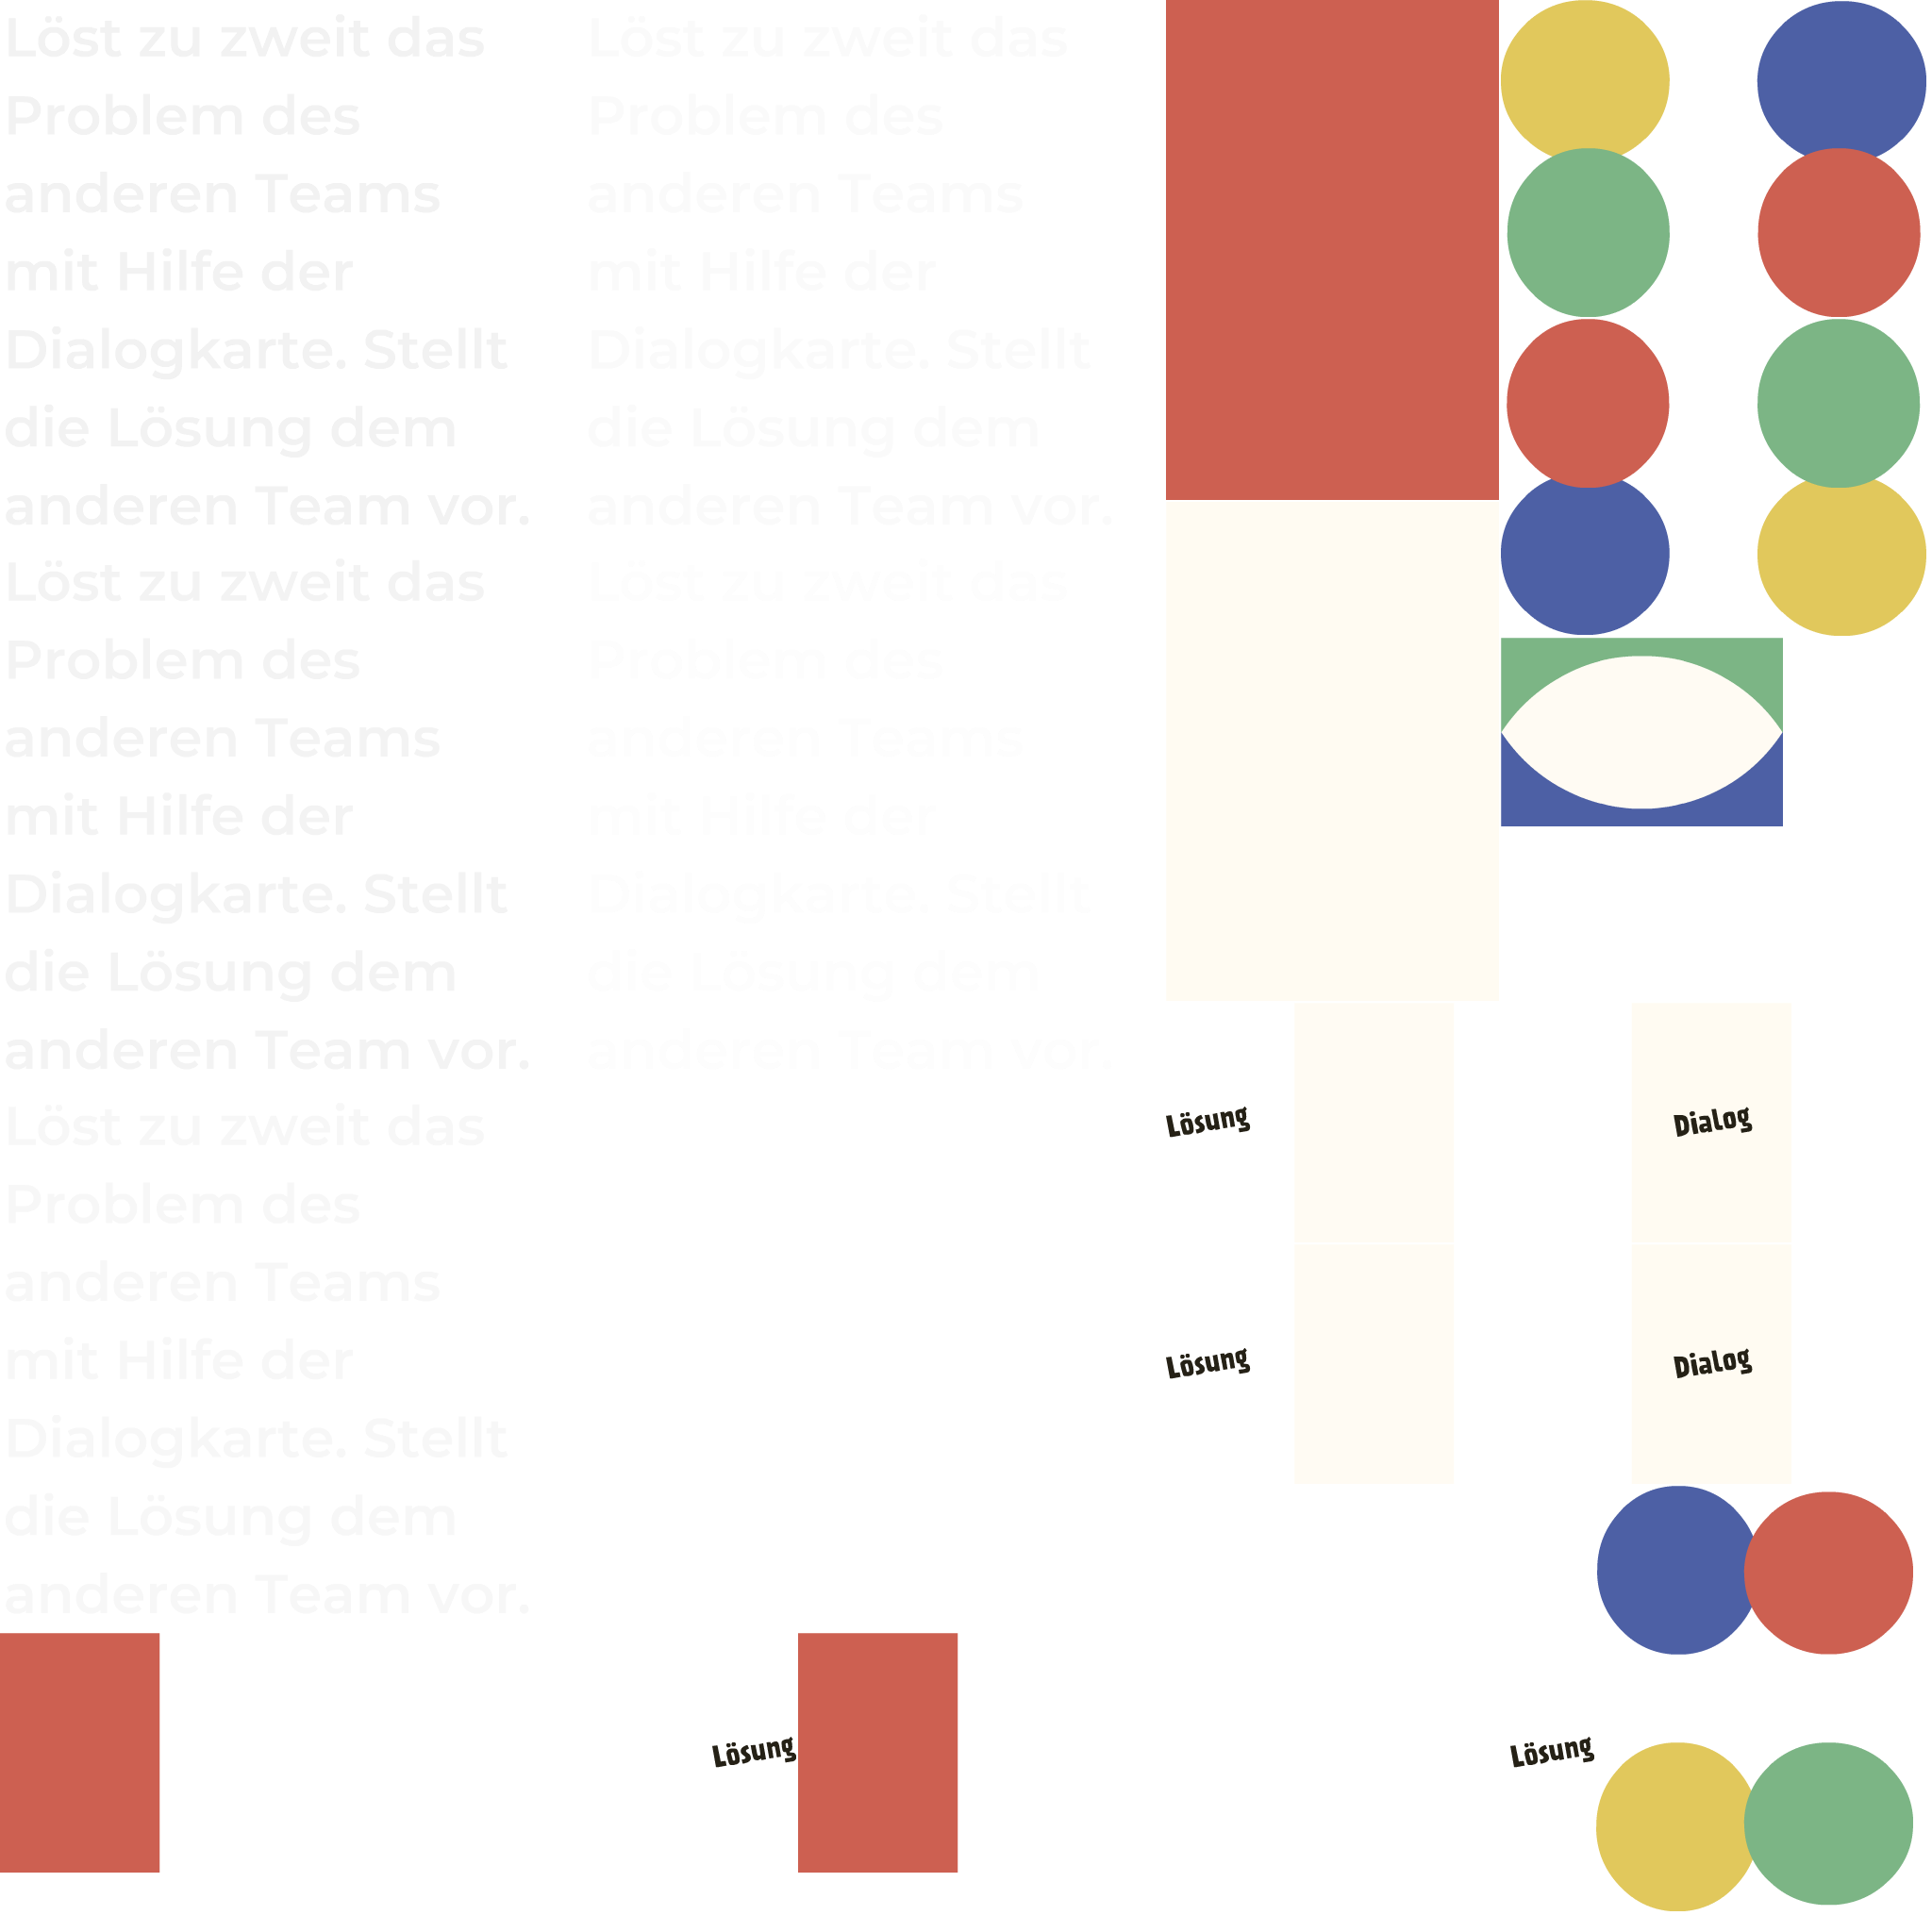 Löst zu zweit das
Problem des
anderen Teams
mit Hilfe der
Dialogkarte. Stellt
die Lösung dem
anderen Team vor.
Löst zu zweit das
Problem des
anderen Teams
mit Hilfe der
Dialogkarte. Stellt
die Lösung dem
anderen Team vor.
Löst zu zweit das
Problem des
anderen Teams
mit Hilfe der
Dialogkarte. Stellt
die Lösung dem
anderen Team vor.
Löst zu zweit das
Problem des
anderen Teams
mit Hilfe der
Dialogkarte. Stellt
die Lösung dem
anderen Team vor.
Löst zu zweit das
Problem des
anderen Teams
mit Hilfe der
Dialogkarte. Stellt
die Lösung dem
anderen Team vor.
Lösung
Dialog
Lösung
Dialog
Lösung
Lösung